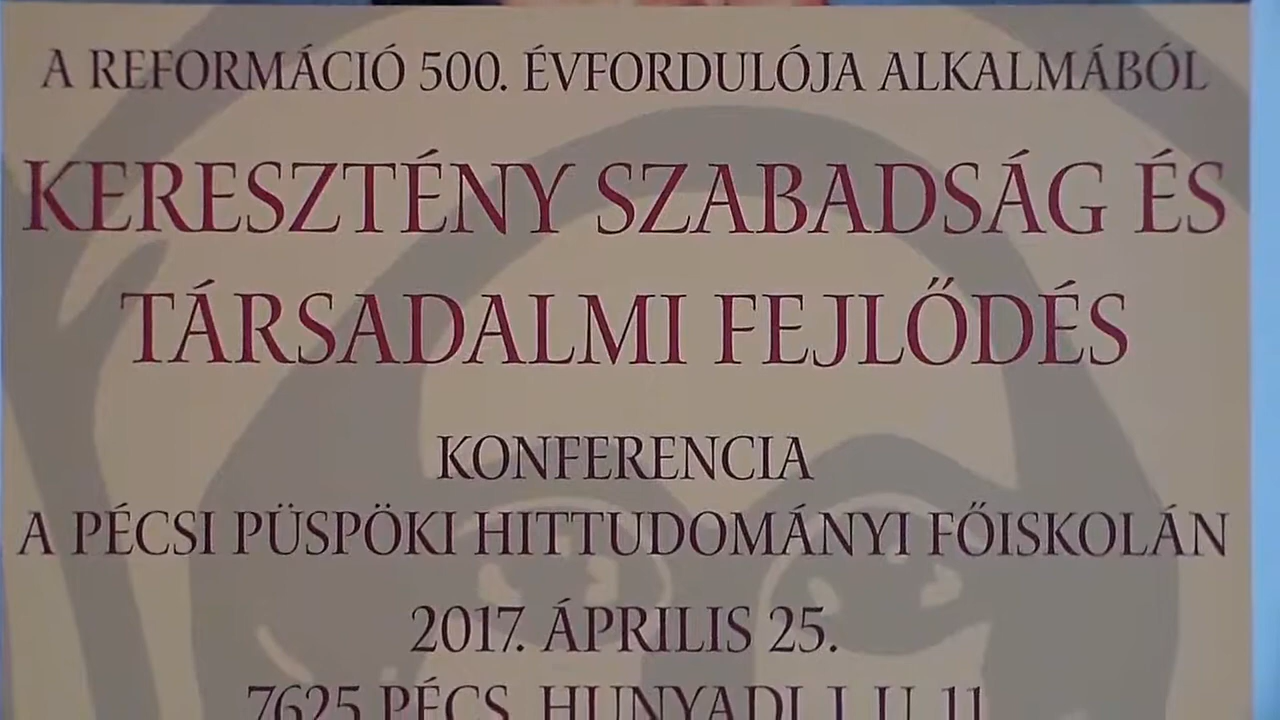 A REFORMÁCIÓ 500. ÉVFORDULÓJA ALKALMÁBÓL
KERESZTÉNY SZABADSÁG ÉS
TÁRSADALMI FEJLŐDÉS
KONFERENCIA
A PÉCSI PÜSPÖKI HITTUDOMÁNYI FŐISKOLÁN
2017. ÁPRILIS 25.
7625 PÉCS, HUNYADI J. U. 11.